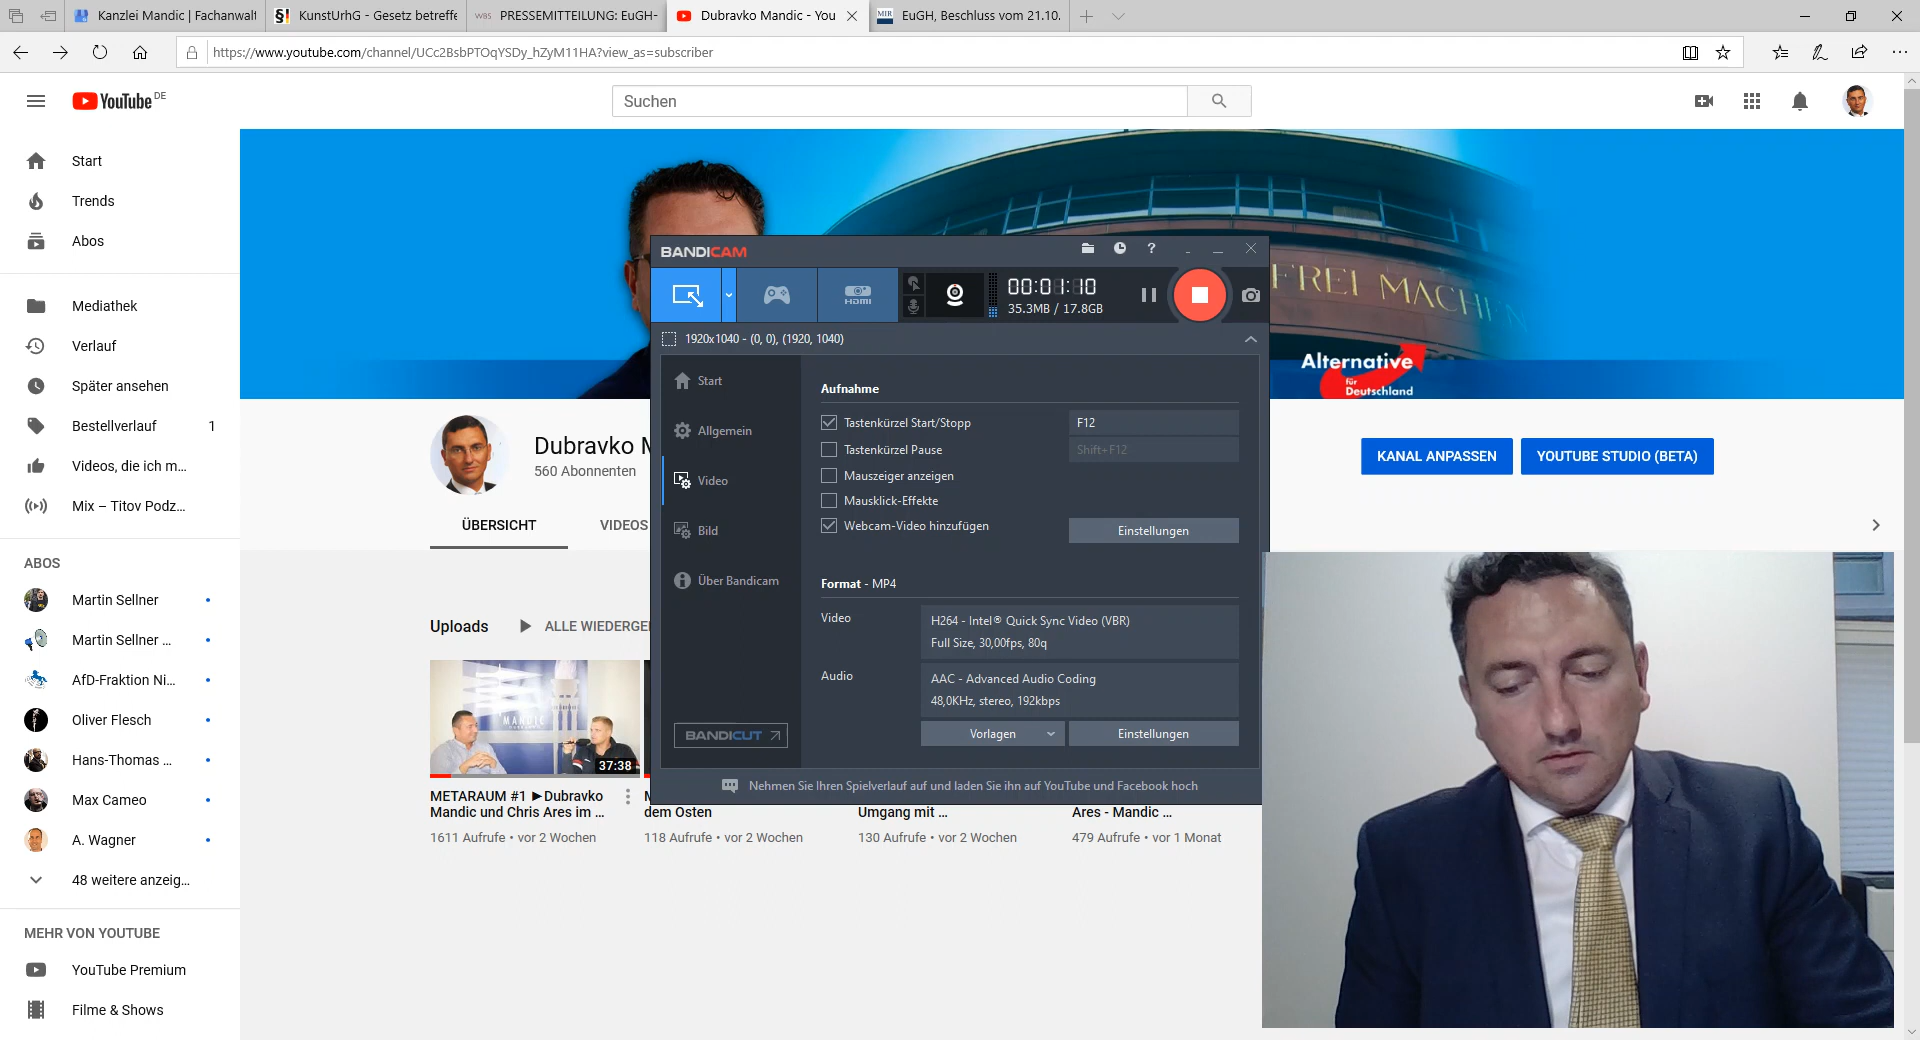 Kanzlei Mandic | Fachanwalt
KunstUrhG - Gesetz betreffe
WBS PRESSEMITTEILUNG: EuGH-
Dubravko Mandic - You
MIR EuGH, Beschluss vom 21.10.
https://www.youtube.com/channel/UCc2BsbPTOqYSDy_hZyM11HA?view_as=subscriber
YouTube DE
Suchen
Start
Trends
Abos
Mediathek
Verlauf
Später ansehen
Bestellverlauf 1
Videos, die ich m...
Mix – Titov Podz...
ABOS
Martin Sellner
Martin Sellner ...
AfD-Fraktion Ni...
Oliver Flesch
Hans-Thomas ...
Max Cameo
A. Wagner
48 weitere anzeig...
MEHR VON YOUTUBE
YouTube Premium
Filme & Shows
FREI MACHEN
Alternative
für
Deutschland
Dubravko
560 Abonnenten
KANAL ANPASSEN
YOUTUBE STUDIO (BETA)
ÜBERSICHT
VIDEOS
Uploads
ALLE WIEDERGE
MANDIC
37:38
METARAUM #1 ►Dubravko
Mandic und Chris Ares im ...
1611 Aufrufe • vor 2 Wochen
dem Osten
118 Aufrufe • vor 2 Wochen
Umgang mit ...
130 Aufrufe • vor 2 Wochen
Ares - Mandic ...
479 Aufrufe • vor 1 Monat
BANDICAM
HDMI
00:01:10
35.3MB / 17.8GB
1920x1040 - (0, 0), (1920, 1040)
Start
Allgemein
Video
Bild
Über Bandicam
BANDICUT
Aufnahme
Tastenkürzel Start/Stopp F12
Tastenkürzel Pause Shift+F12
Mauszeiger anzeigen
Mausklick-Effekte
Webcam-Video hinzufügen Einstellungen
Format - MP4
Video
H264 - Intel® Quick Sync Video (VBR)
Full Size, 30,00fps, 80q
Audio
AAC - Advanced Audio Coding
48,0KHz, stereo, 192kbps
Vorlagen
Einstellungen
Nehmen Sie Ihren Spielverlauf auf und laden Sie ihn auf YouTube und Facebook hoch